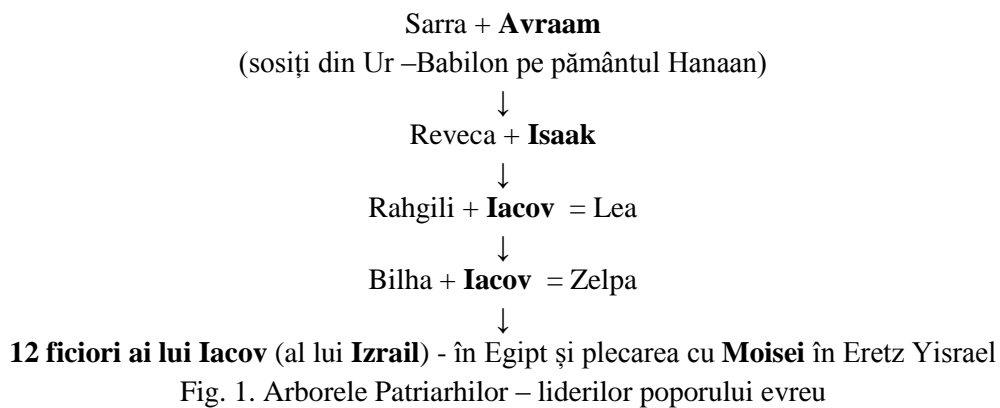 Sarra + Avraam
(sosiți din Ur –Babilon pe pământul Hanaan)
↓
Reveca + Isaak
↓
Rahgili + Iacov = Lea
↓
Bilha + Iacov = Zelpa
↓
12 ficiori ai lui Iacov (al lui Izrail) - în Egipt și plecarea cu Moisei în Eretz Yisrael
Fig. 1. Arborele Patriarhilor – liderilor poporului evreu